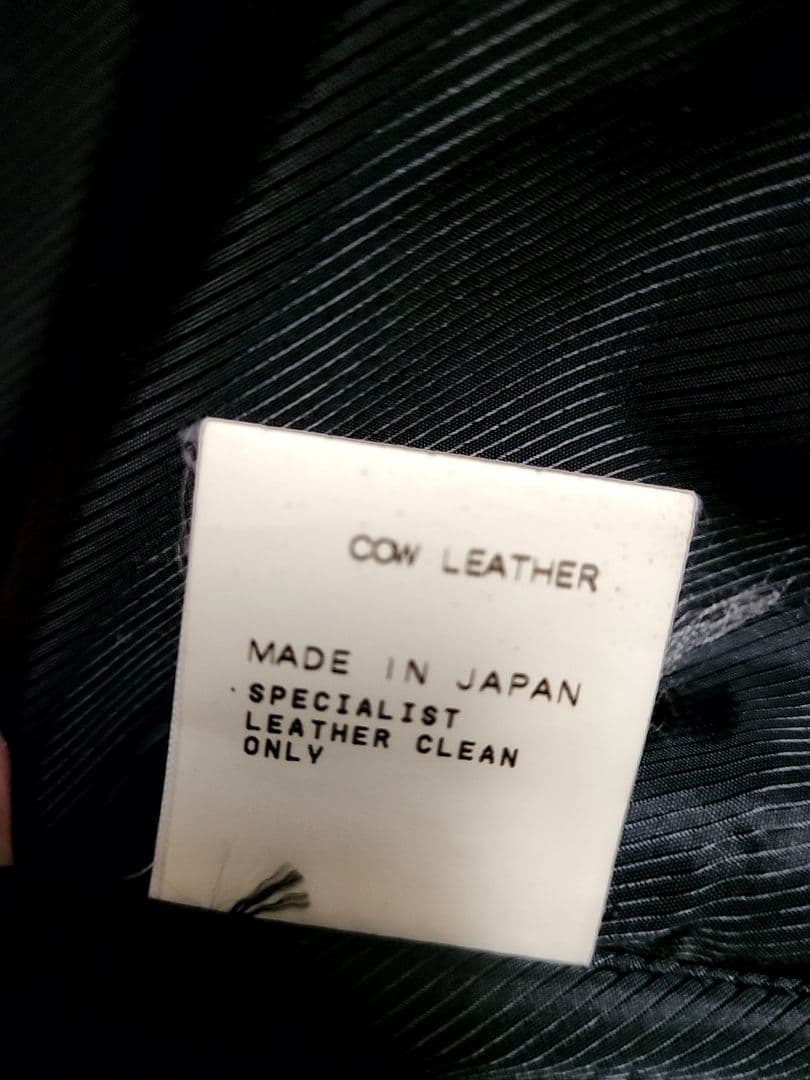 COW LEATHER
MADE IN JAPAN
SPECIALIST
LEATHER CLEAN
ONLY